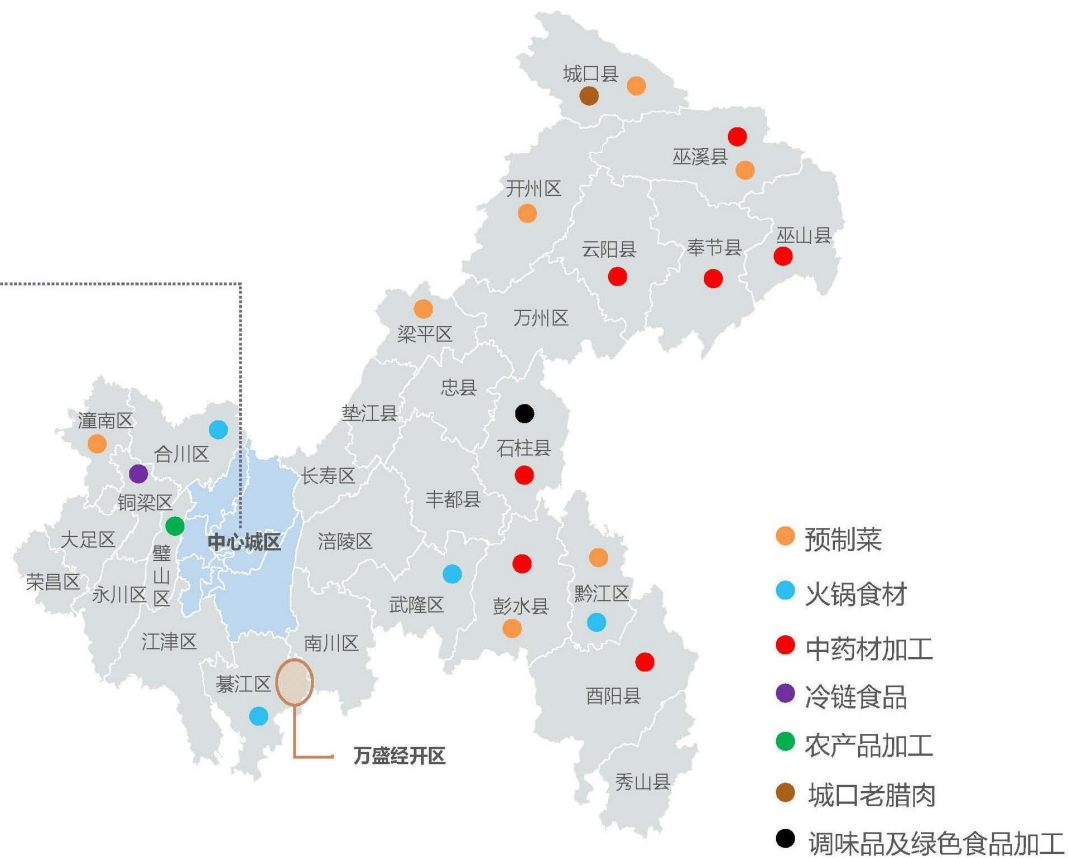 城口县
巫溪县
开州区
巫山县
云阳县
奉节县
万州区
梁平区
忠县
垫江县
潼南区
石柱县
合川区
长寿区
丰都县
铜梁区
大足区
中心城区
涪陵区
璧山区
荣昌区
永川区
武隆区
彭水县
黔江区
江津区
南川区
綦江区
酉阳县
万盛经开区
秀山县
预制菜
火锅食材
中药材加工
冷链食品
农产品加工
城口老腊肉
调味品及绿色食品加工